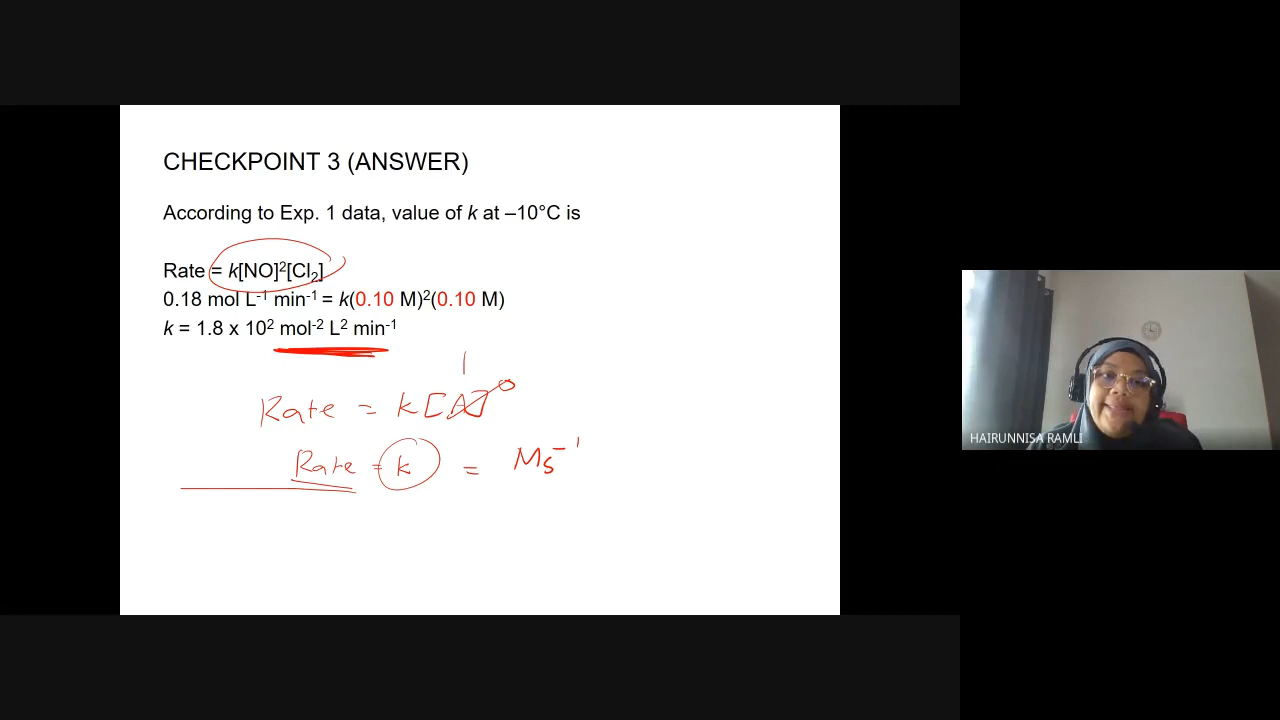 CHECKPOINT 3 (ANSWER)
According to Exp. 1 data, value of k at –10°C is
Rate = k[NO]²[Cl₂]
0.18 mol L⁻¹ min⁻¹ = k(0.10 M)²(0.10 M)
k = 1.8 x 10² mol⁻² L² min⁻¹
1
Rate = k[A]⁰
Rate = k = Ms⁻¹
HAIRUNNISA RAMLI